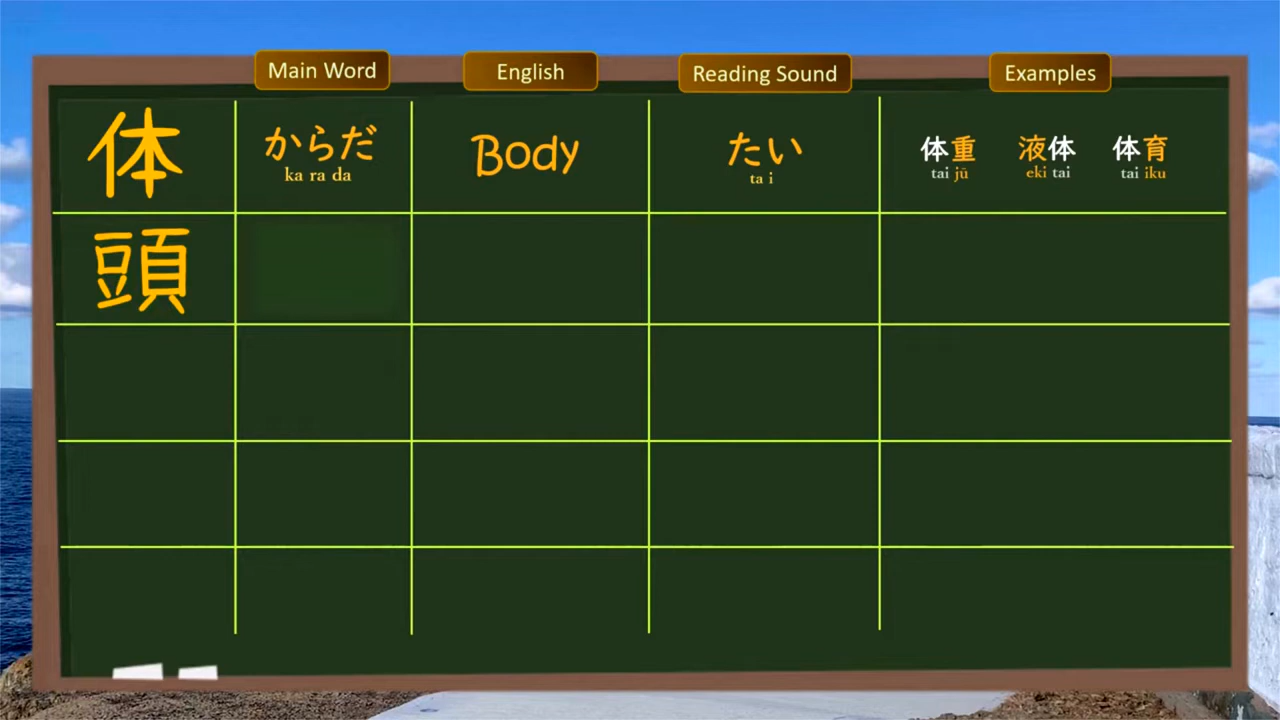 Main Word English Reading Sound Examples
体 からだ Body たい 体重 液体 体育
ka ra da ta i tai jū eki tai tai iku
頭